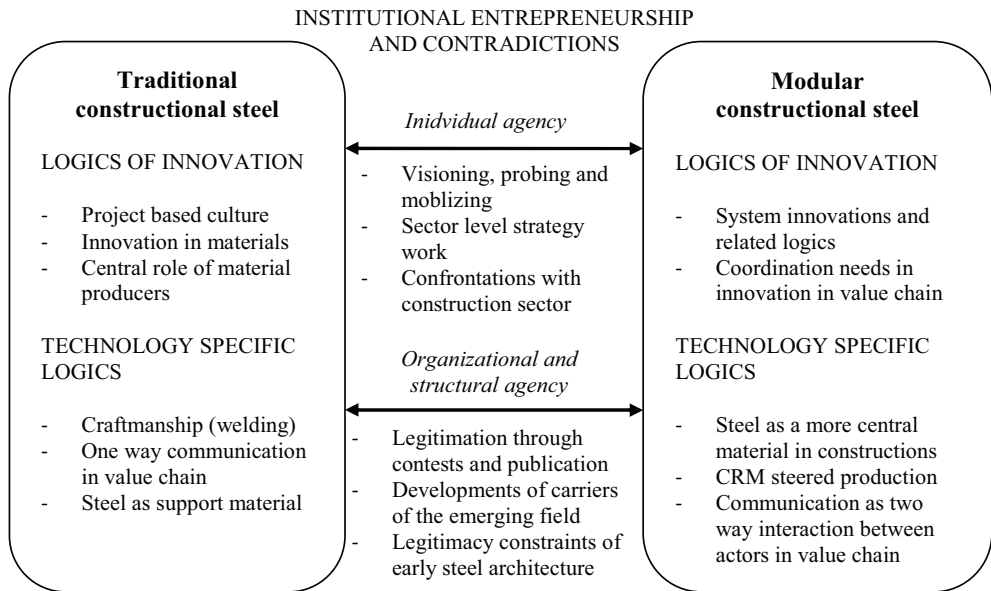 INSTITUTIONAL ENTREPRENEURSHIP
AND CONTRADICTIONS
Traditional
constructional steel
LOGICS OF INNOVATION
- Project based culture
- Innovation in materials
- Central role of material
producers
TECHNOLOGY SPECIFIC
LOGICS
- Craftmanship (welding)
- One way communication
in value chain
- Steel as support material
Inidvidual agency
- Visioning, probing and
moblizing
- Sector level strategy
work
- Confrontations with
construction sector
Organizational and
structural agency
- Legitimation through
contests and publication
- Developments of carriers
of the emerging field
- Legitimacy constraints of
early steel architecture
Modular
constructional steel
LOGICS OF INNOVATION
- System innovations and
related logics
- Coordination needs in
innovation in value chain
TECHNOLOGY SPECIFIC
LOGICS
- Steel as a more central
material in constructions
- CRM steered production
- Communication as two
way interaction between
actors in value chain